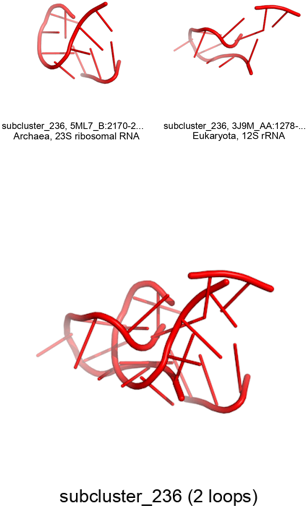 subcluster_236, 5ML7_B:2170-2...
Archaea, 23S ribosomal RNA
subcluster_236, 3J9M_AA:1278-...
Eukaryota, 12S rRNA
subcluster_236 (2 loops)